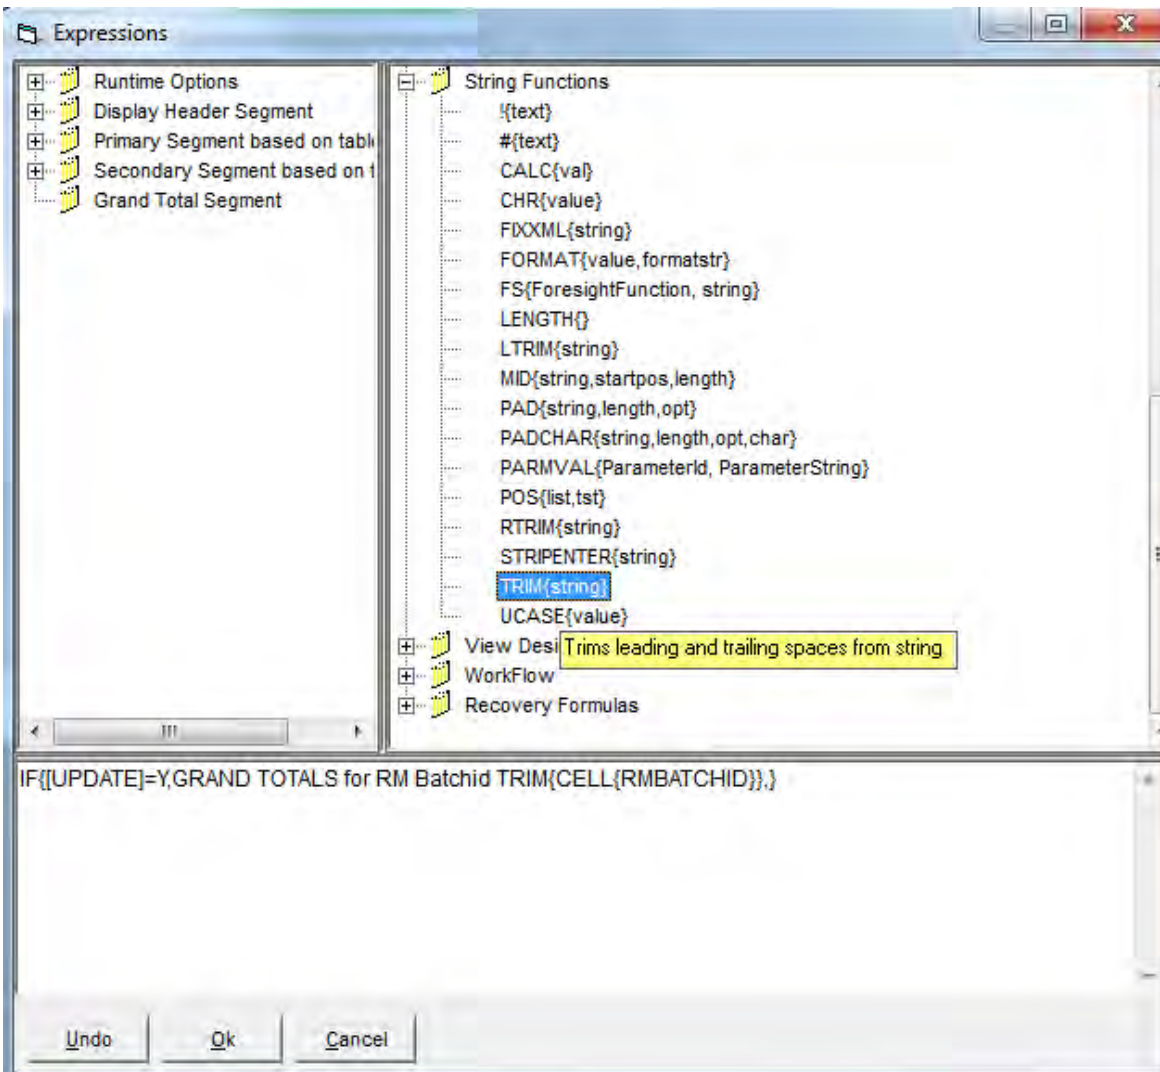 Expressions
Runtime Options
Display Header Segment
Primary Segment based on tabl
Secondary Segment based on t
Grand Total Segment
String Functions
!{text}
#{text}
CALC{val}
CHR{value}
FIXXML{string}
FORMAT{value,formatstr}
FS{ForesightFunction, string}
LENGTH{}
LTRIM{string}
MID{string,startpos,length}
PAD{string,length,opt}
PADCHAR{string,length,opt,char}
PARMVAL{ParameterId, ParameterString}
POS{list,tst}
RTRIM{string}
STRIPENTER{string}
TRIM{string}
UCASE{value}
View Desi
Trims leading and trailing spaces from string
WorkFlow
Recovery Formulas
IF{[UPDATE]=Y,GRAND TOTALS for RM Batchid TRIM{CELL{RMBATCHID}},}
Undo Ok Cancel